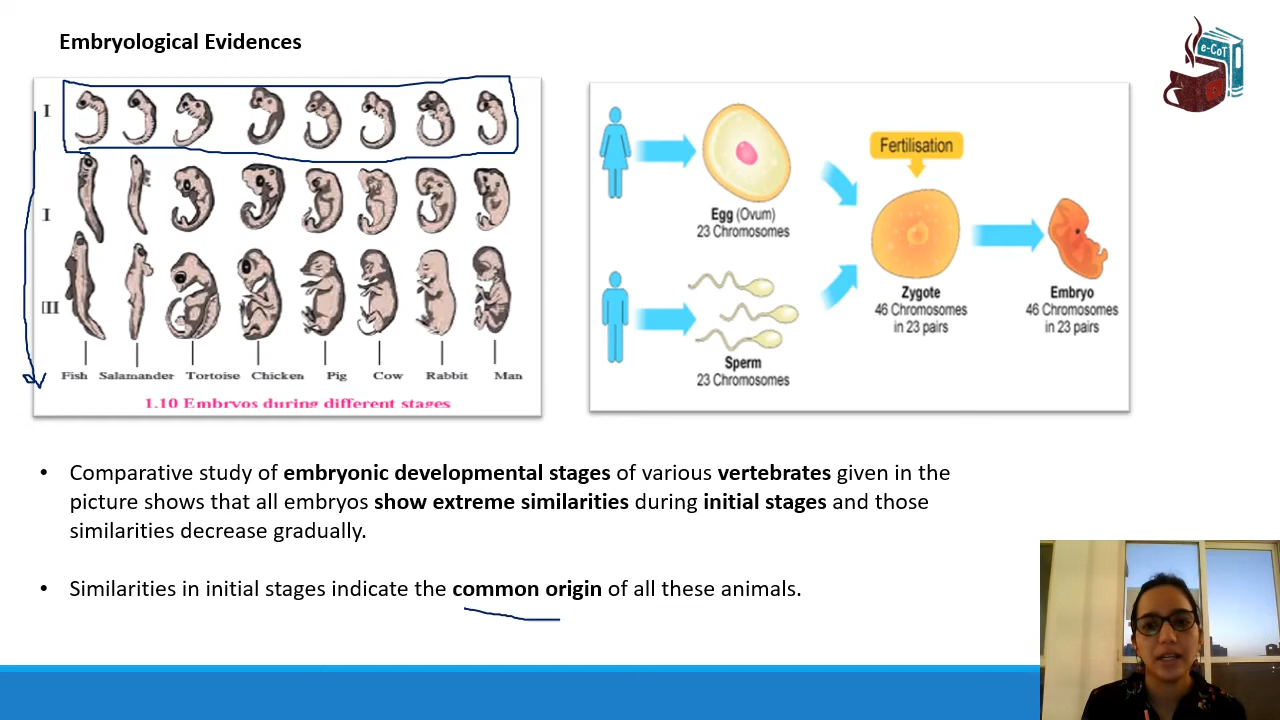 Embryological Evidences
e-CoT
I
I
III
Fish Salamander Tortoise Chicken Pig Cow Rabbit Man
1.10 Embryos during different stages
Fertilisation
Egg (Ovum)
23 Chromosomes
Sperm
23 Chromosomes
Zygote
46 Chromosomes
in 23 pairs
Embryo
46 Chromosomes
in 23 pairs
• Comparative study of embryonic developmental stages of various vertebrates given in the
picture shows that all embryos show extreme similarities during initial stages and those
similarities decrease gradually.
• Similarities in initial stages indicate the common origin of all these animals.